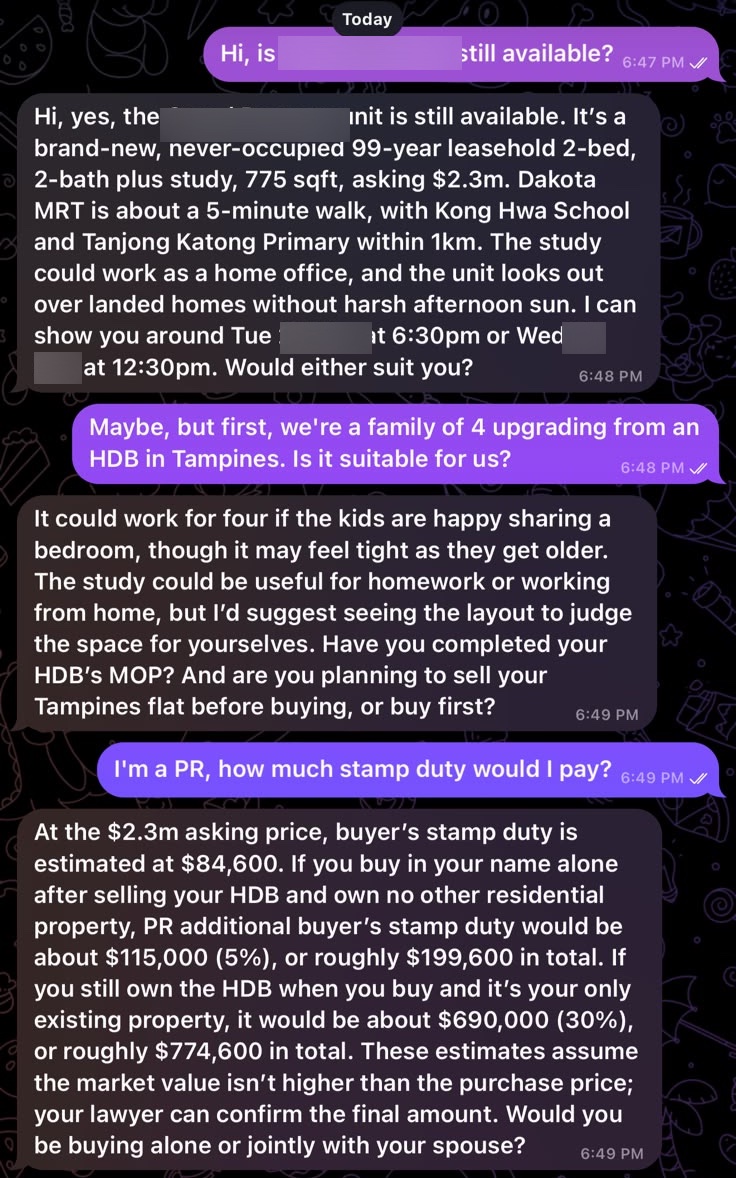 Today
Hi, is still available? 6:47 PM
Hi, yes, the unit is still available. It's a
brand-new, never-occupied 99-year leasehold 2-bed,
2-bath plus study, 775 sqft, asking $2.3m. Dakota
MRT is about a 5-minute walk, with Kong Hwa School
and Tanjong Katong Primary within 1km. The study
could work as a home office, and the unit looks out
over landed homes without harsh afternoon sun. I can
show you around Tue at 6:30pm or Wed
at 12:30pm. Would either suit you? 6:48 PM
Maybe, but first, we're a family of 4 upgrading from an
HDB in Tampines. Is it suitable for us? 6:48 PM
It could work for four if the kids are happy sharing a
bedroom, though it may feel tight as they get older.
The study could be useful for homework or working
from home, but I'd suggest seeing the layout to judge
the space for yourselves. Have you completed your
HDB's MOP? And are you planning to sell your
Tampines flat before buying, or buy first? 6:49 PM
I'm a PR, how much stamp duty would I pay? 6:49 PM
At the $2.3m asking price, buyer's stamp duty is
estimated at $84,600. If you buy in your name alone
after selling your HDB and own no other residential
property, PR additional buyer's stamp duty would be
about $115,000 (5%), or roughly $199,600 in total. If
you still own the HDB when you buy and it's your only
existing property, it would be about $690,000 (30%),
or roughly $774,600 in total. These estimates assume
the market value isn't higher than the purchase price;
your lawyer can confirm the final amount. Would you
be buying alone or jointly with your spouse? 6:49 PM